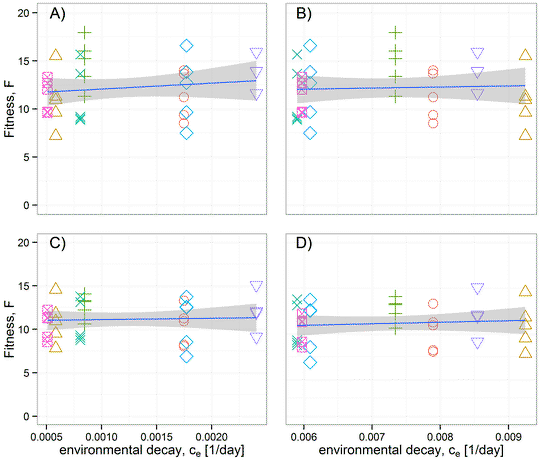 A)
B)
20
15
10
5
0
Fitness, F
C)
D)
20
15
10
5
0
Fitness, F
0.0005 0.0010 0.0015 0.0020
0.006 0.007 0.008 0.009
environmental decay, ce [1/day]
environmental decay, ce [1/day]